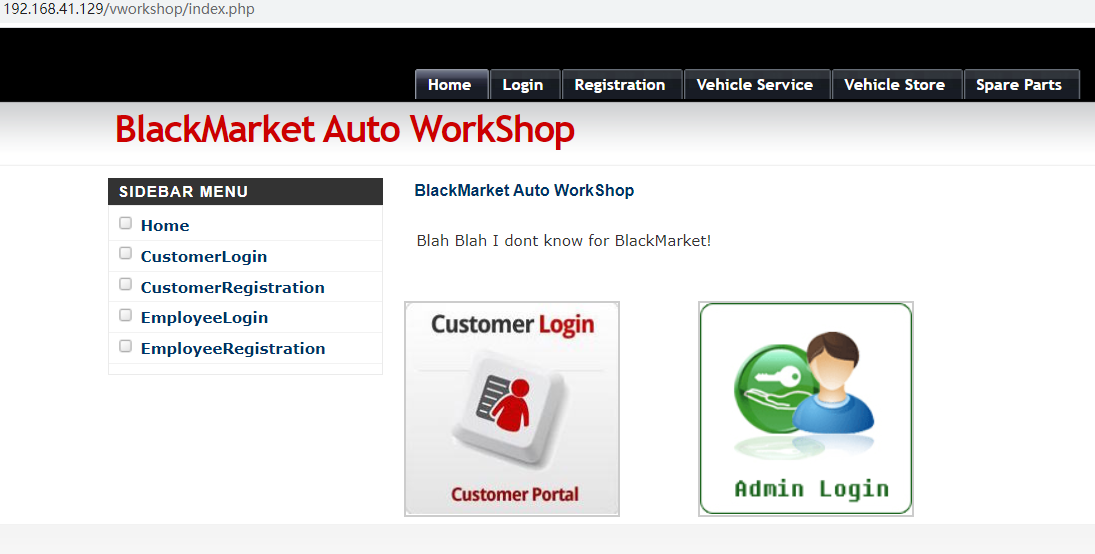 192.168.41.129/vworkshop/index.php
Home Login Registration Vehicle Service Vehicle Store Spare Parts
BlackMarket Auto WorkShop
SIDEBAR MENU
Home
CustomerLogin
CustomerRegistration
EmployeeLogin
EmployeeRegistration
BlackMarket Auto WorkShop
Blah Blah I dont know for BlackMarket!
Customer Login
Customer Portal
Admin Login